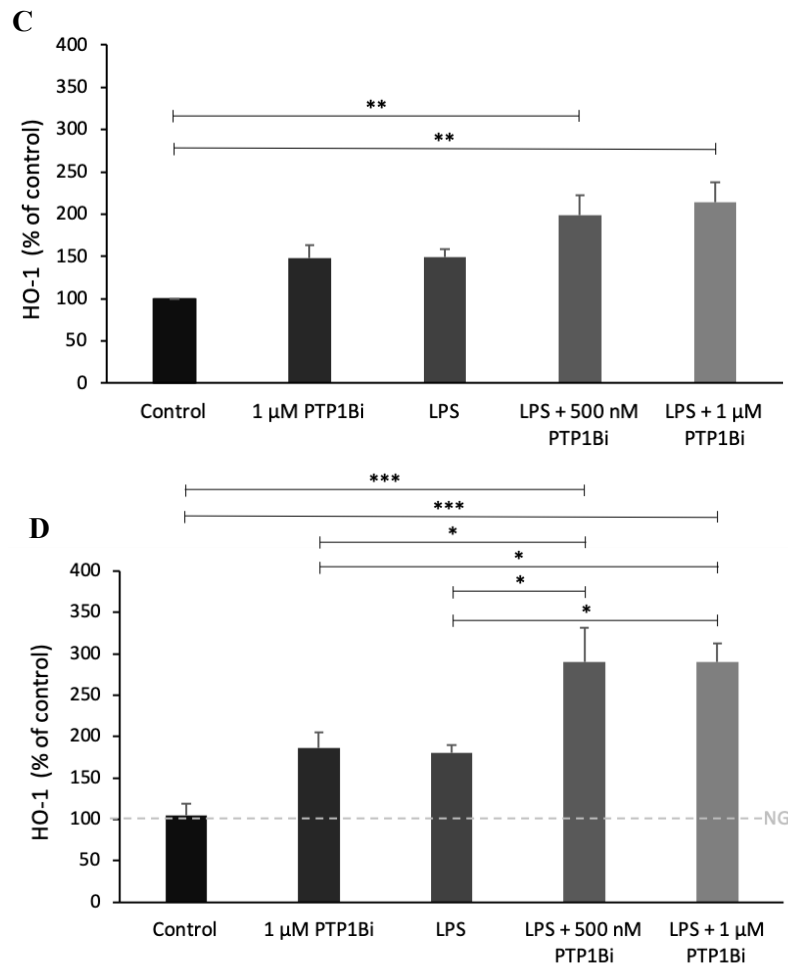 C
400
350
300
250
200
150
100
50
0
HO-1 (% of control)
**
**
Control
1 µM PTP1Bi
LPS
LPS + 500 nM
PTP1Bi
LPS + 1 µM
PTP1Bi
D
***
***
*
*
*
*
400
350
300
250
200
150
100
50
0
HO-1 (% of control)
NG
Control
1 µM PTP1Bi
LPS
LPS + 500 nM
PTP1Bi
LPS + 1 µM
PTP1Bi